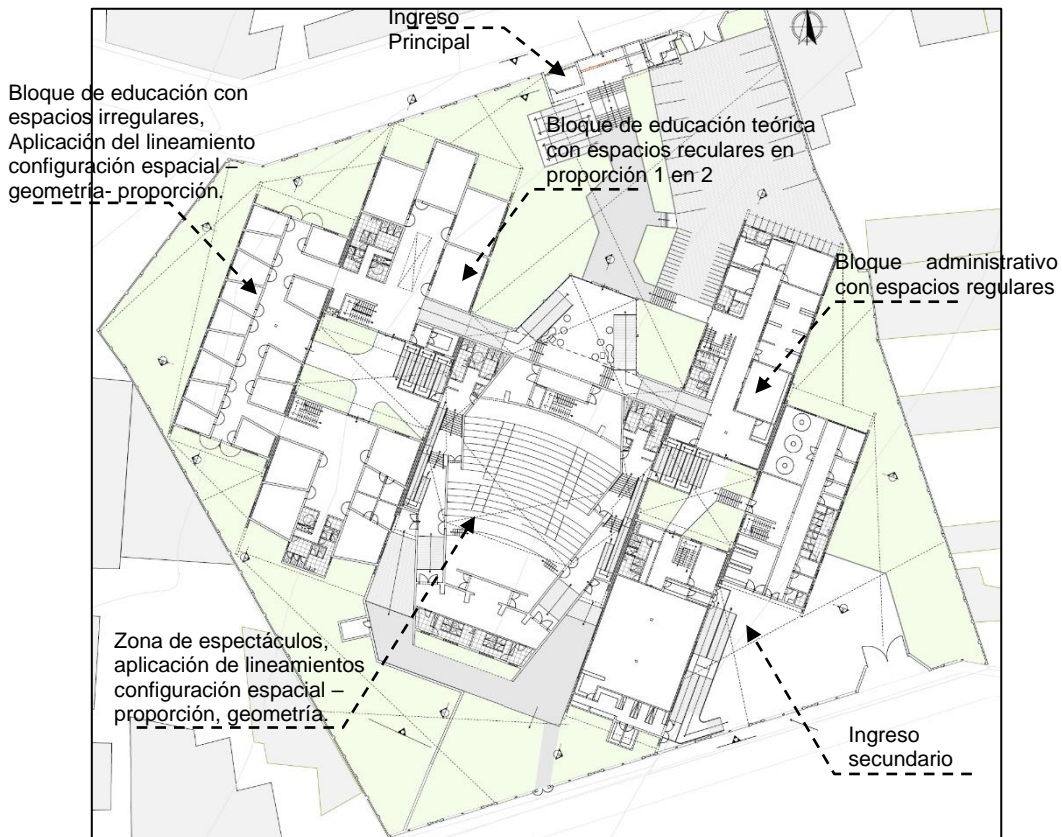 Ingreso
Principal
Bloque de educación con
espacios irregulares,
Aplicación del lineamiento
configuración espacial –
geometría- proporción.
Bloque de educación teórica
con espacios reculares en
proporción 1 en 2
Bloque administrativo
con espacios regulares
Zona de espectáculos,
aplicación de lineamientos
configuración espacial –
proporción, geometría.
Ingreso
secundario